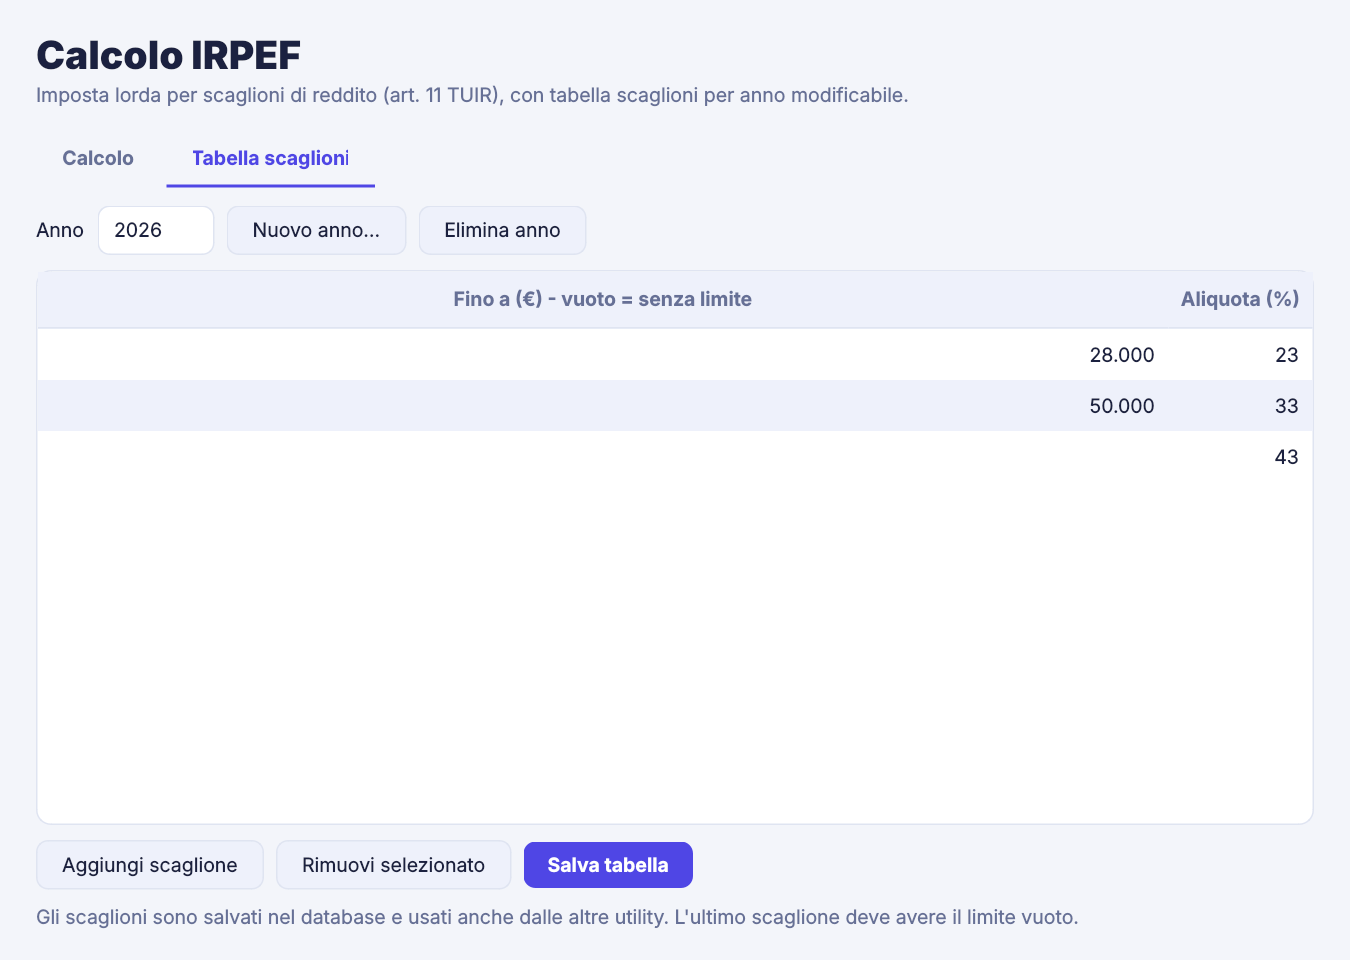 Calcolo IRPEF
Imposta lorda per scaglioni di reddito (art. 11 TUIR), con tabella scaglioni per anno modificabile.
Calcolo Tabella scaglioni
Anno 2026 Nuovo anno... Elimina anno
Fino a (€) - vuoto = senza limite Aliquota (%)
28.000 23
50.000 33
43
Aggiungi scaglione Rimuovi selezionato Salva tabella
Gli scaglioni sono salvati nel database e usati anche dalle altre utility. L'ultimo scaglione deve avere il limite vuoto.